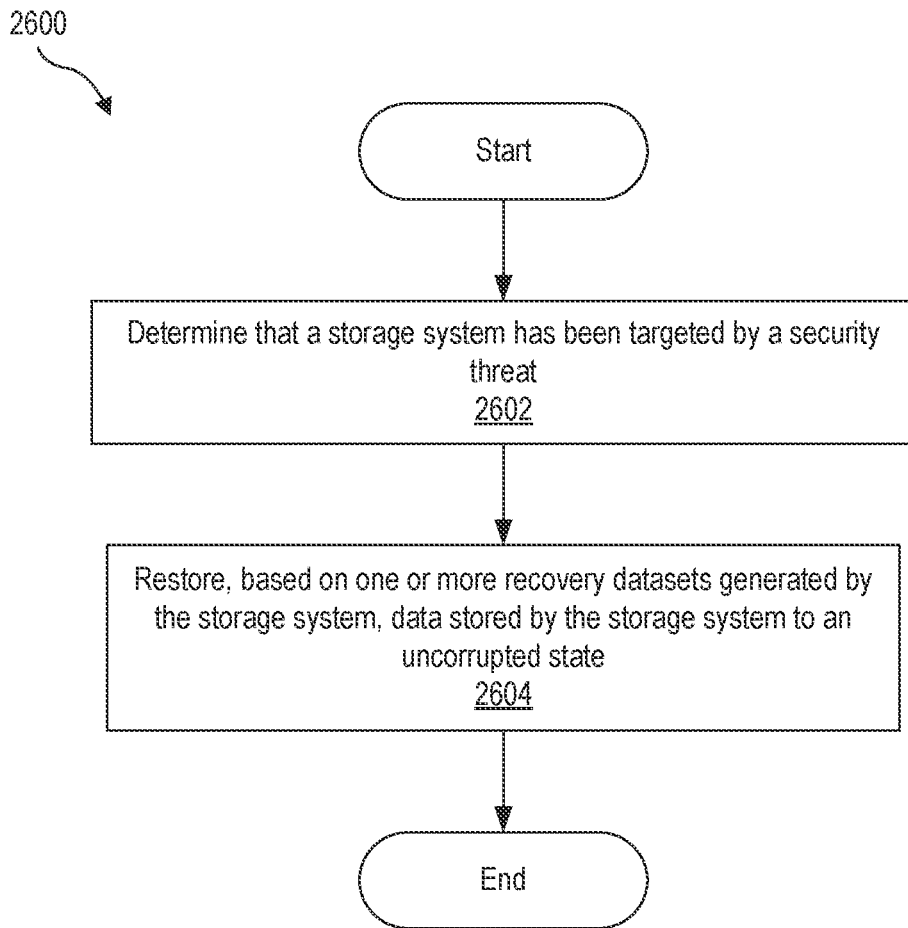 2600
Start
Determine that a storage system has been targeted by a security
threat
2602
Restore, based on one or more recovery datasets generated by
the storage system, data stored by the storage system to an
uncorrupted state
2604
End